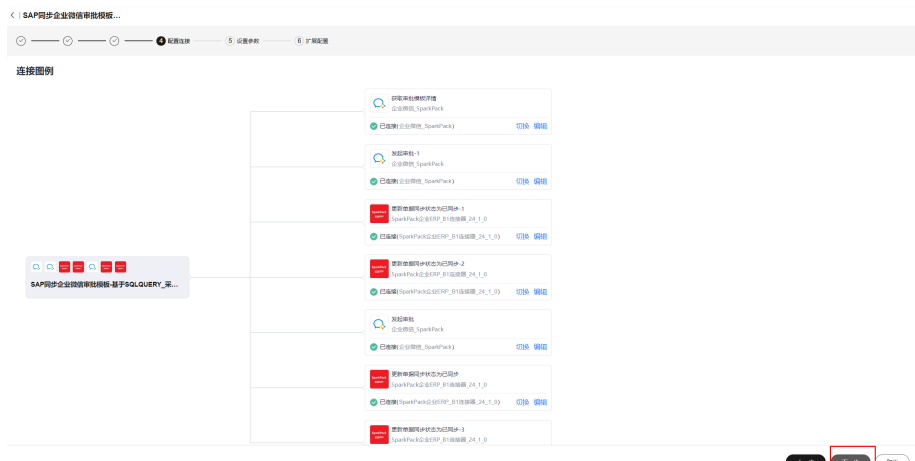 SAP同步企业微信审批模板...
4 配置连接
5 设置参数
6 扩展配置
连接图例
获取审批模板详情
企业微信_SparkPack
已连接(企业微信_SparkPack)
切换 编辑
发起审批-1
企业微信_SparkPack
已连接(企业微信_SparkPack)
切换 编辑
更新单据同步状态为已同步-1
SparkPack企业ERP_B1连接器_24_1_0
已连接(SparkPack企业ERP_B1连接器_24_1_0)
切换 编辑
更新单据同步状态为已同步-2
SparkPack企业ERP_B1连接器_24_1_0
已连接(SparkPack企业ERP_B1连接器_24_1_0)
切换 编辑
SAP同步企业微信审批模板-基于SQLQUERY_采...
发起审批
企业微信_SparkPack
已连接(企业微信_SparkPack)
切换 编辑
更新单据同步状态为已同步
SparkPack企业ERP_B1连接器_24_1_0
已连接(SparkPack企业ERP_B1连接器_24_1_0)
切换 编辑
更新单据同步状态为已同步-3
SparkPack企业ERP_B1连接器_24_1_0